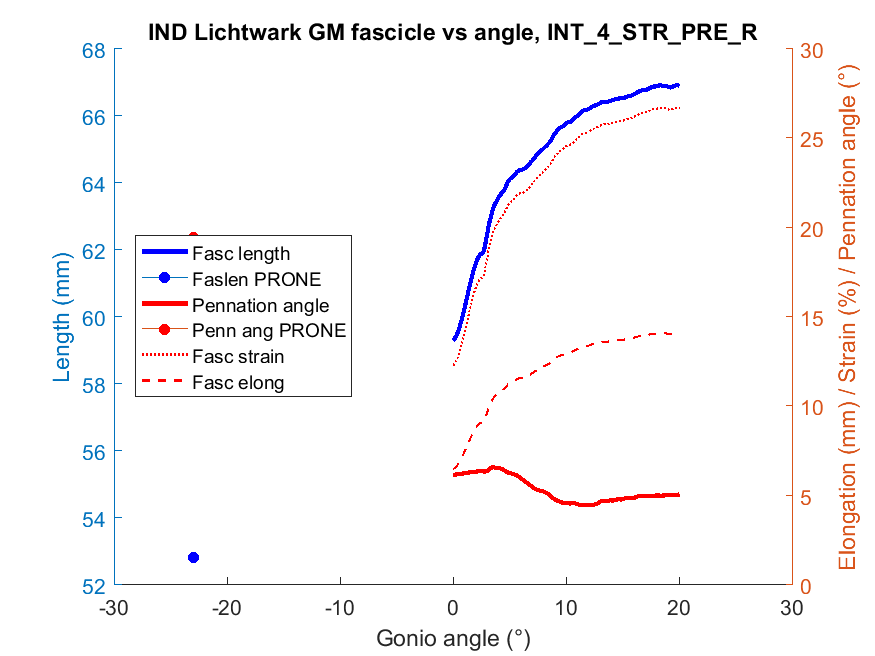 IND Lichtwark GM fascicle vs angle, INT_4_STR_PRE_R
68
66
64
62
60
58
56
54
52
Length (mm)
30
25
20
15
10
5
0
Elongation (mm) / Strain (%) / Pennation angle (°)
Fasc length
Faslen PRONE
Pennation angle
Penn ang PRONE
Fasc strain
Fasc elong
-30
-20
-10
0
10
20
30
Gonio angle (°)